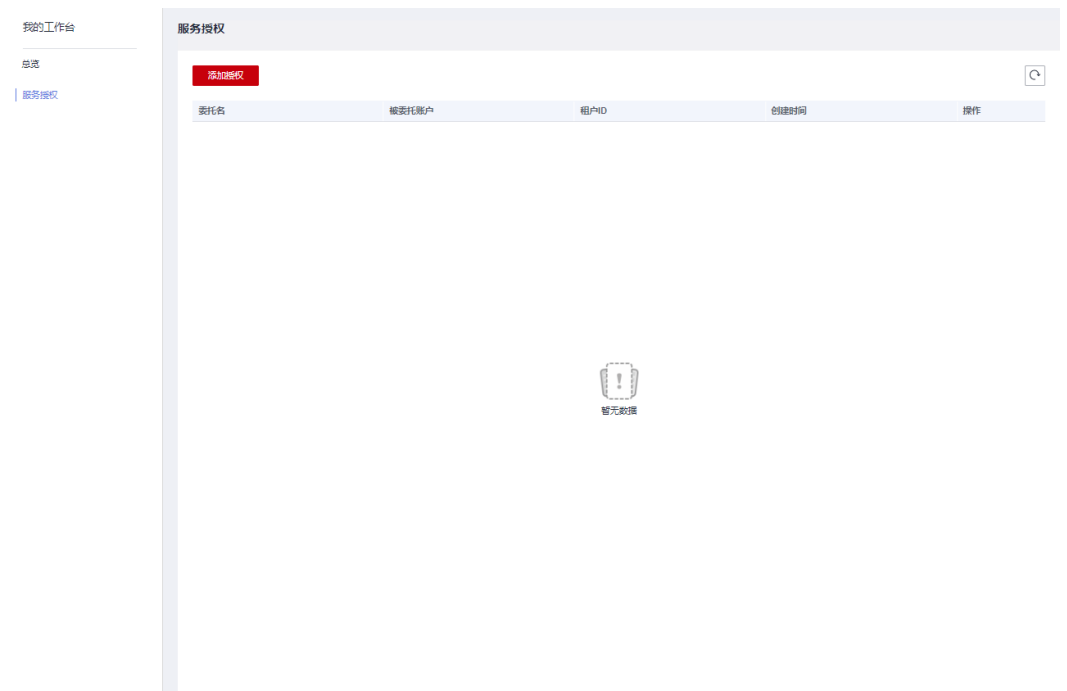 我的工作台
总览
服务授权
服务授权
添加授权
委托名 被委托账户 租户ID 创建时间 操作
暂无数据